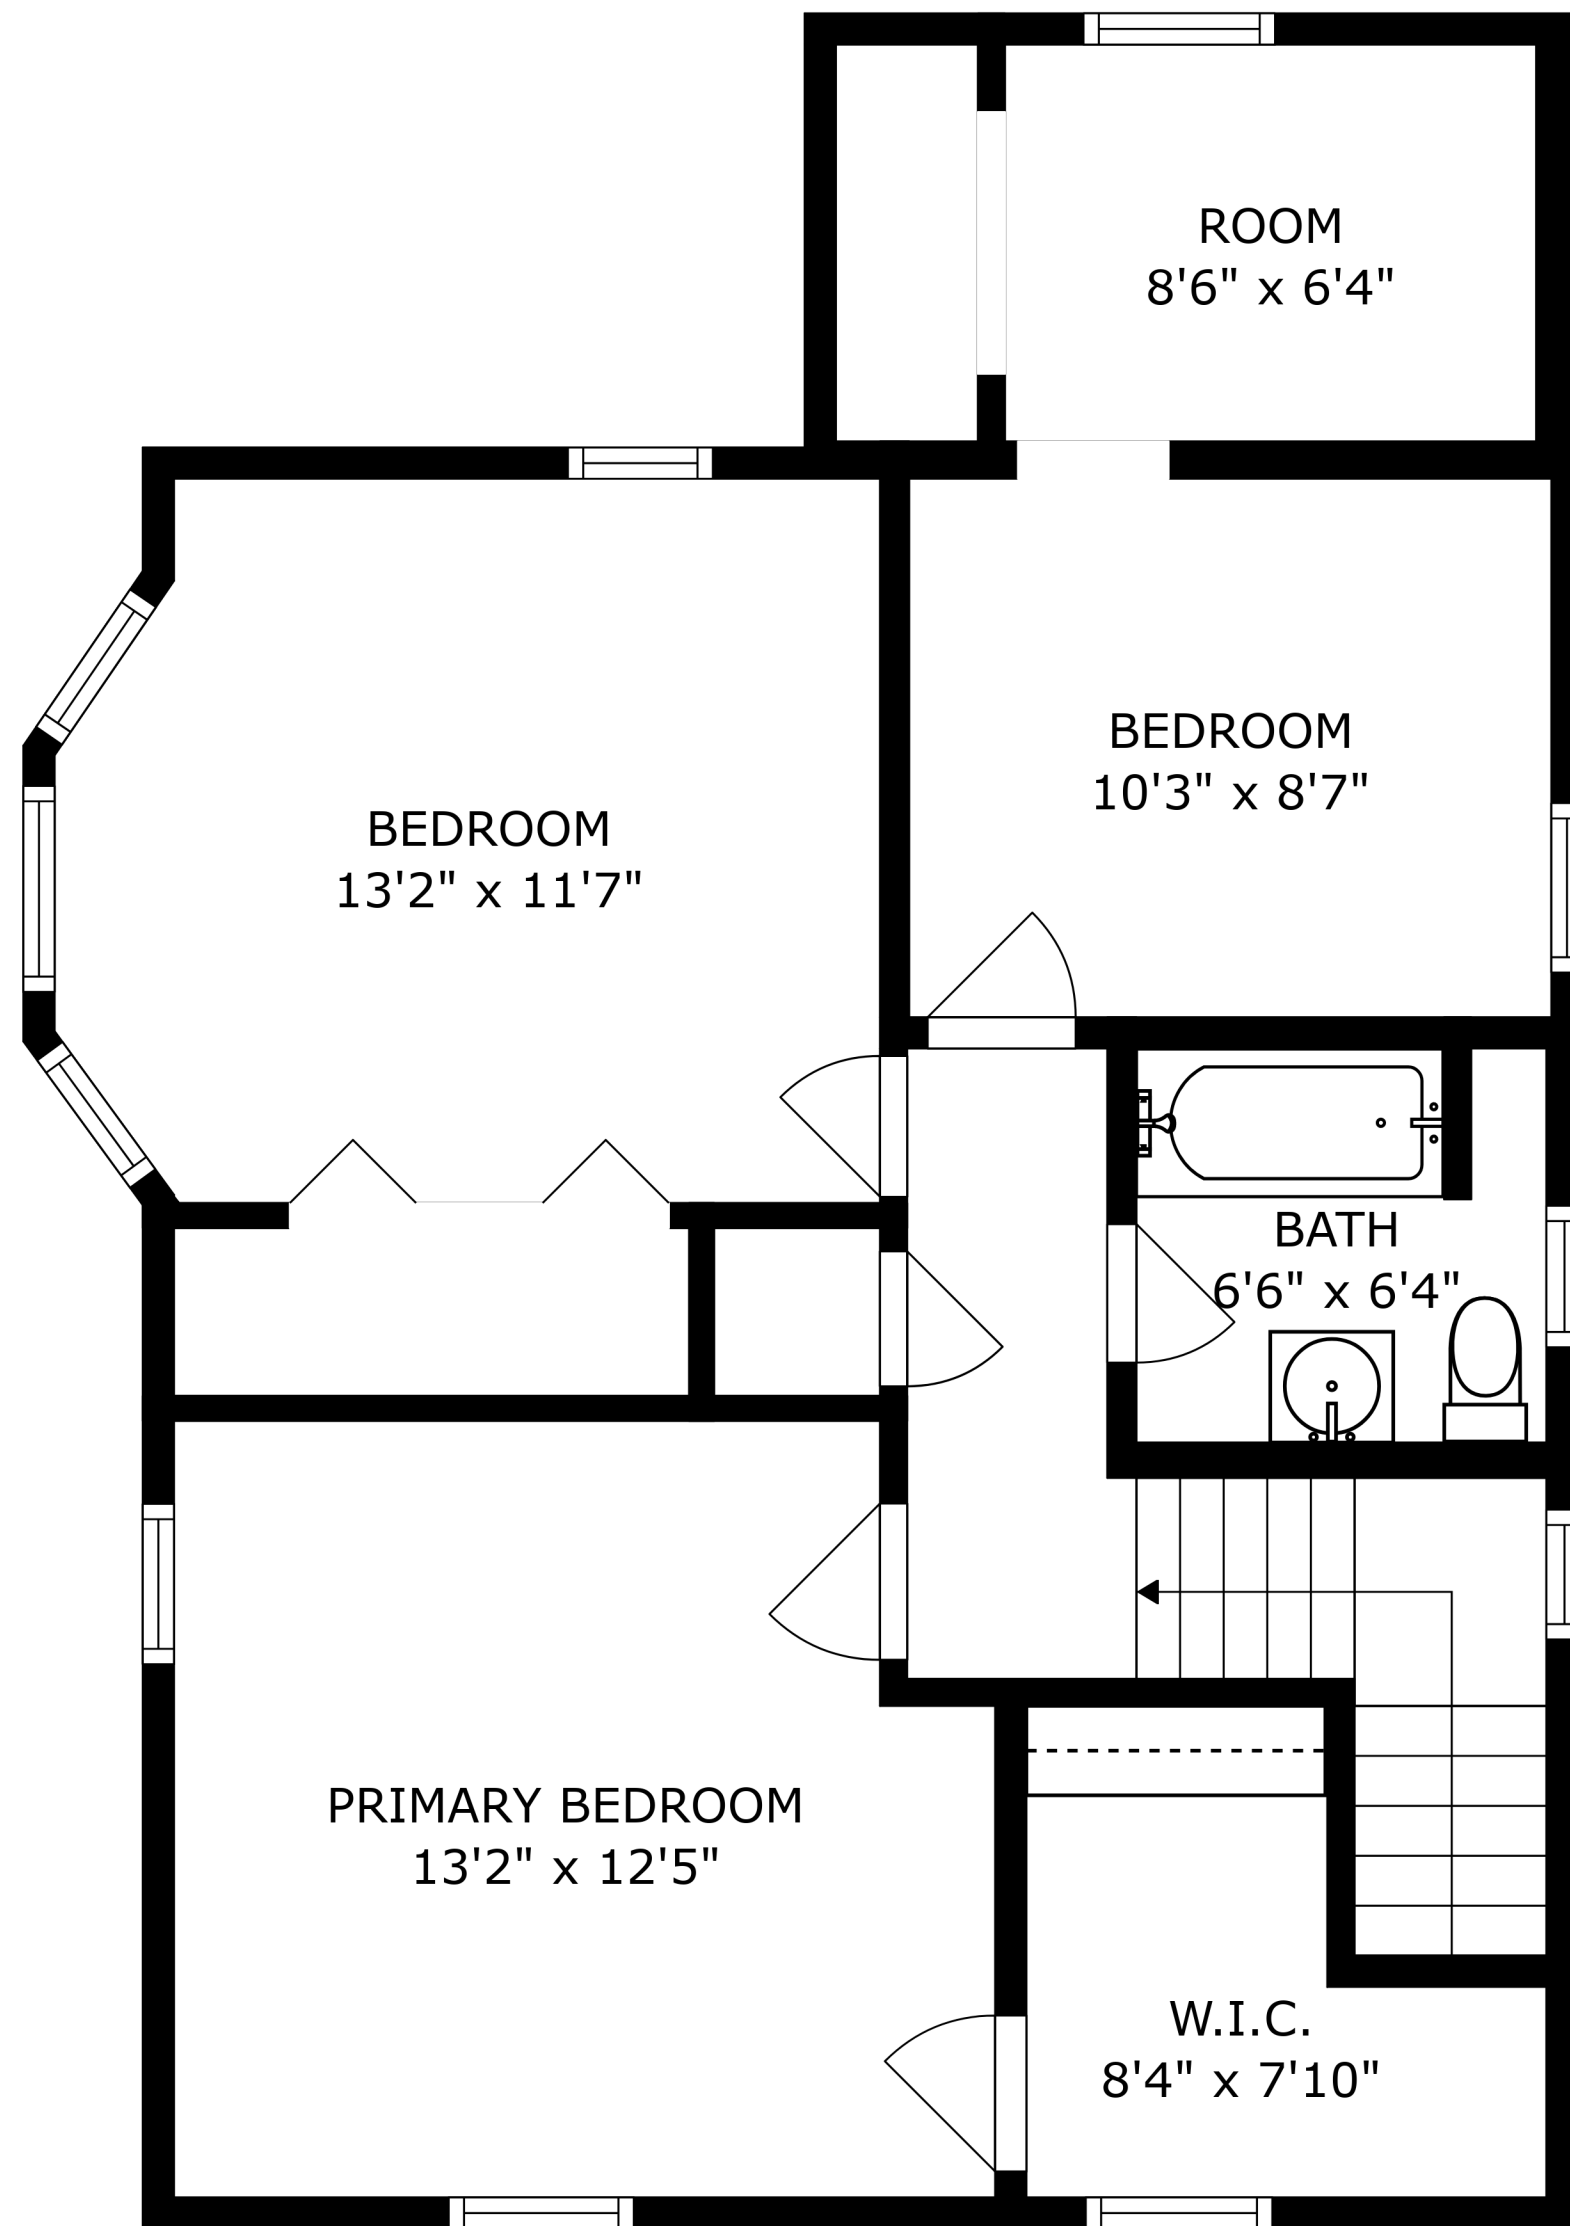 ROOM
8'6" x 6'4"
BEDROOM
10'3" x 8'7"
BEDROOM
13'2" x 11'7"
BATH
6'6" x 6'4"
PRIMARY BEDROOM
13'2" x 12'5"
W.I.C.
8'4" x 7'10"